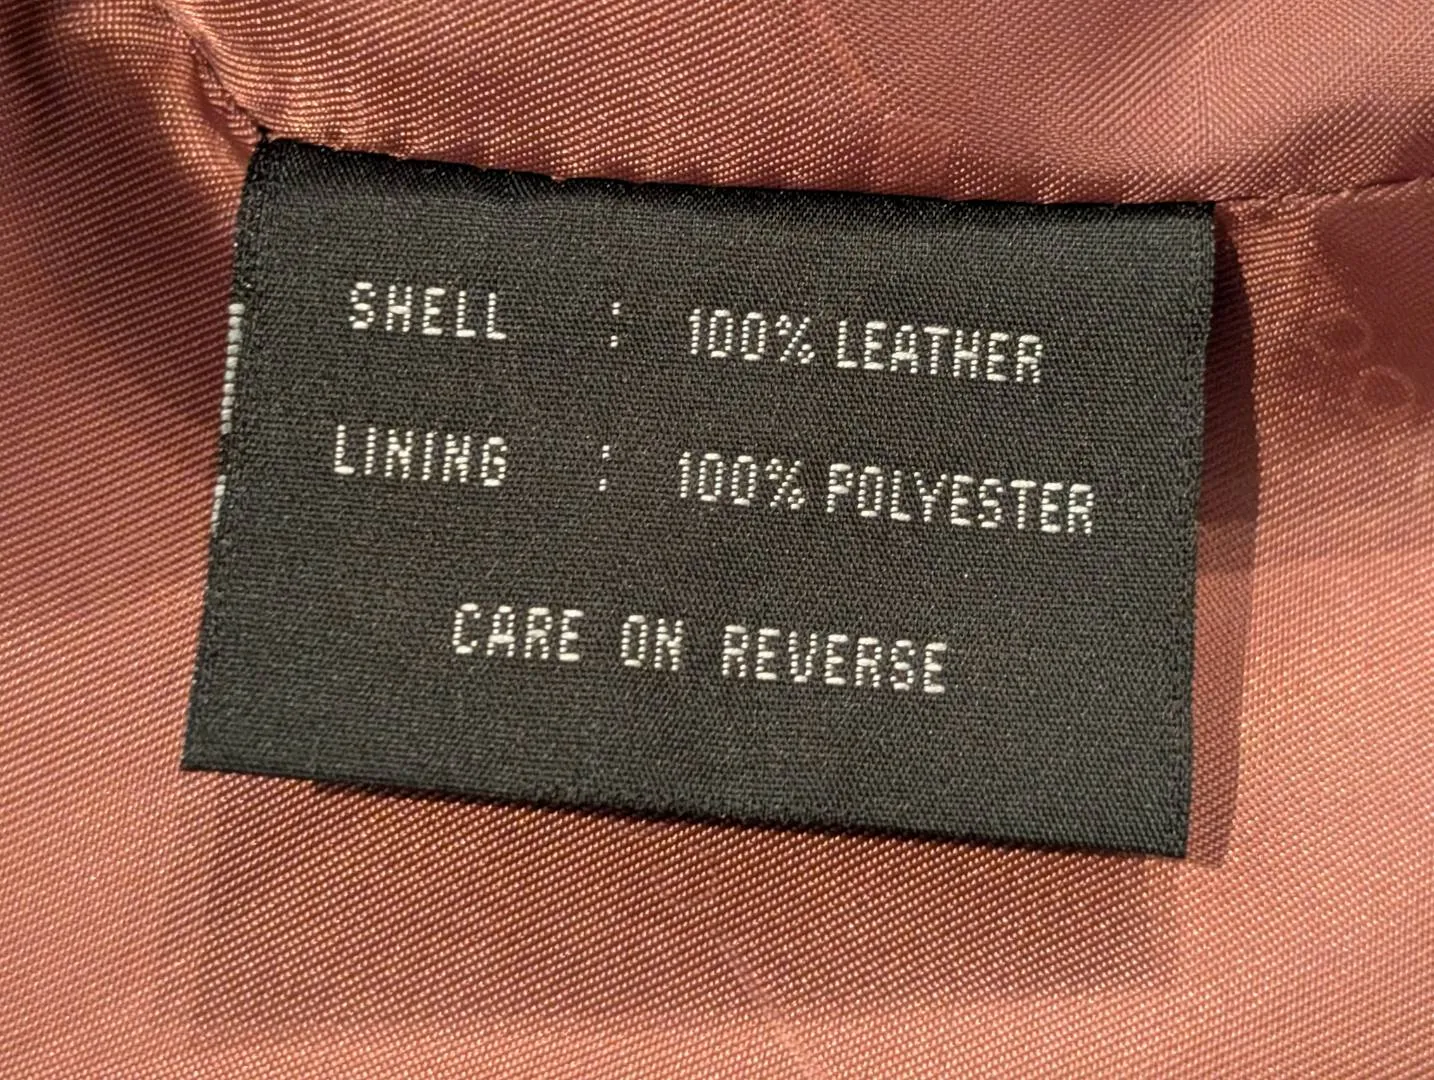 SHELL : 100% LEATHER
LINING : 100% POLYESTER
CARE ON REVERSE